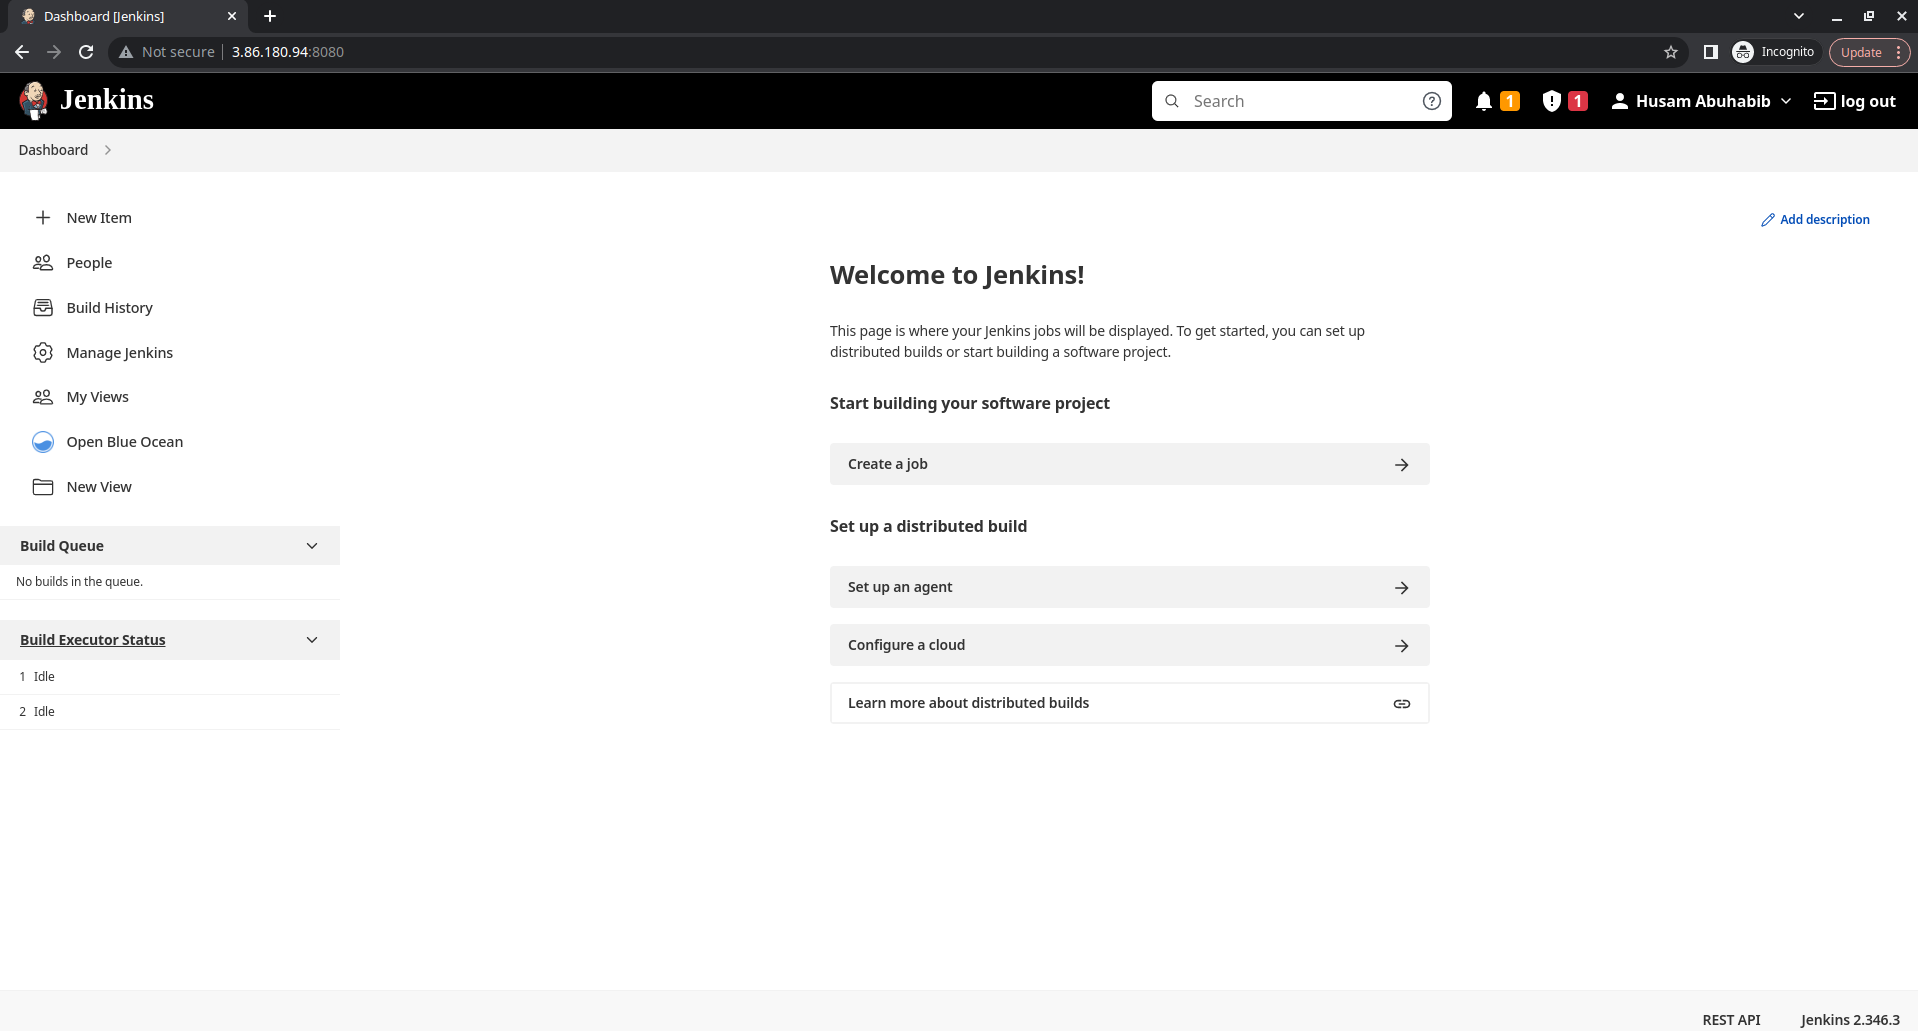 Dashboard [Jenkins]
Not secure
3.86.180.94:8080
Incognito
Update
Jenkins
Search
1
1
Husam Abuhabib
log out
Dashboard
New Item
People
Build History
Manage Jenkins
My Views
Open Blue Ocean
New View
Build Queue
No builds in the queue.
Build Executor Status
1 Idle
2 Idle
Add description
Welcome to Jenkins!
This page is where your Jenkins jobs will be displayed. To get started, you can set up
distributed builds or start building a software project.
Start building your software project
Create a job
Set up a distributed build
Set up an agent
Configure a cloud
Learn more about distributed builds
REST API
Jenkins 2.346.3